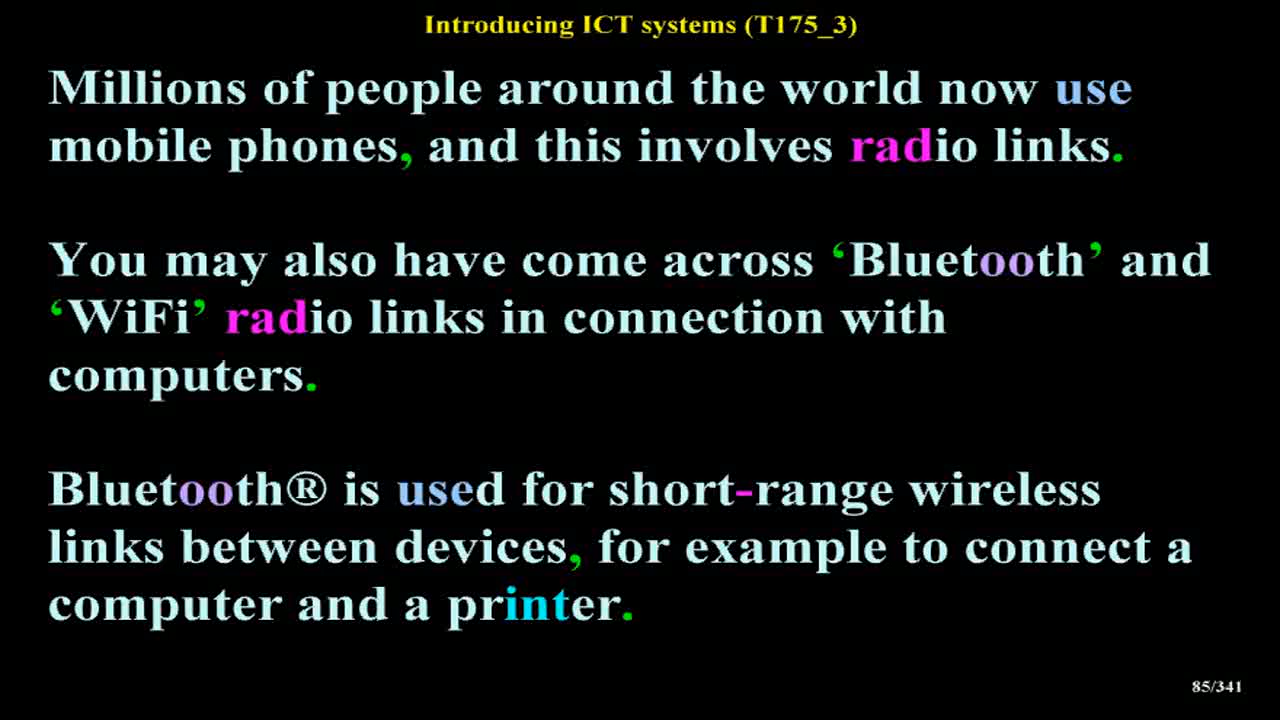 Introducing ICT systems (T175_3)
Millions of people around the world now use
mobile phones, and this involves radio links.
You may also have come across ‘Bluetooth’ and
‘WiFi’ radio links in connection with
computers.
Bluetooth® is used for short-range wireless
links between devices, for example to connect a
computer and a printer.
85/341